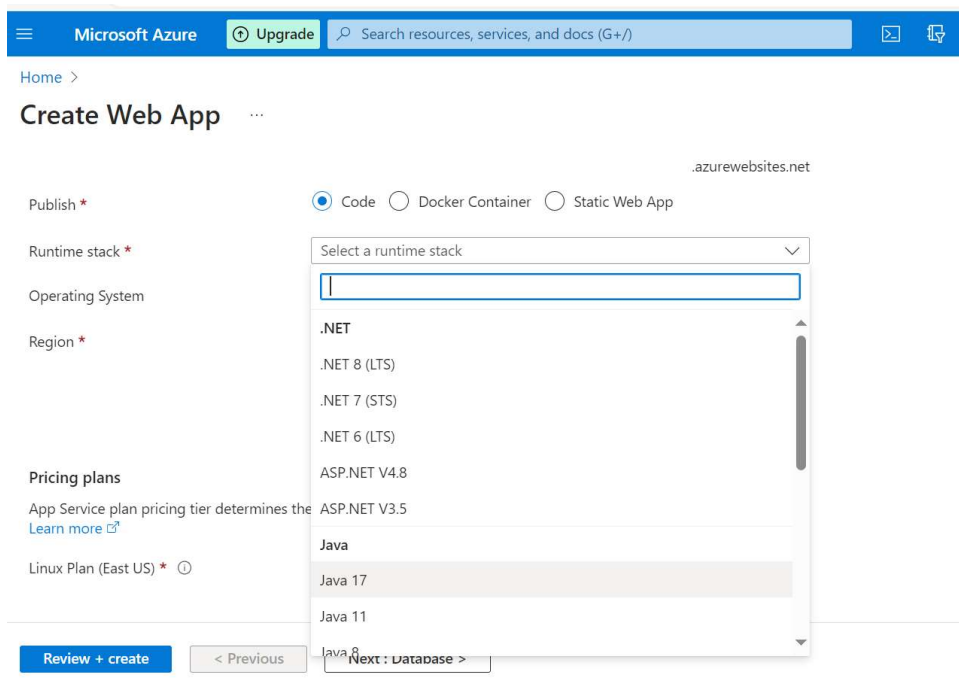 Microsoft Azure
Upgrade
Search resources, services, and docs (G+/)
Home >
Create Web App ...
.azurewebsites.net
Publish *
Code
Docker Container
Static Web App
Runtime stack *
Select a runtime stack
Operating System
Region *
.NET
.NET 8 (LTS)
.NET 7 (STS)
.NET 6 (LTS)
ASP.NET V4.8
ASP.NET V3.5
Java
Java 17
Java 11
Java 8
Pricing plans
App Service plan pricing tier determines the
Learn more
Linux Plan (East US) *
Review + create
< Previous
Next : Database >